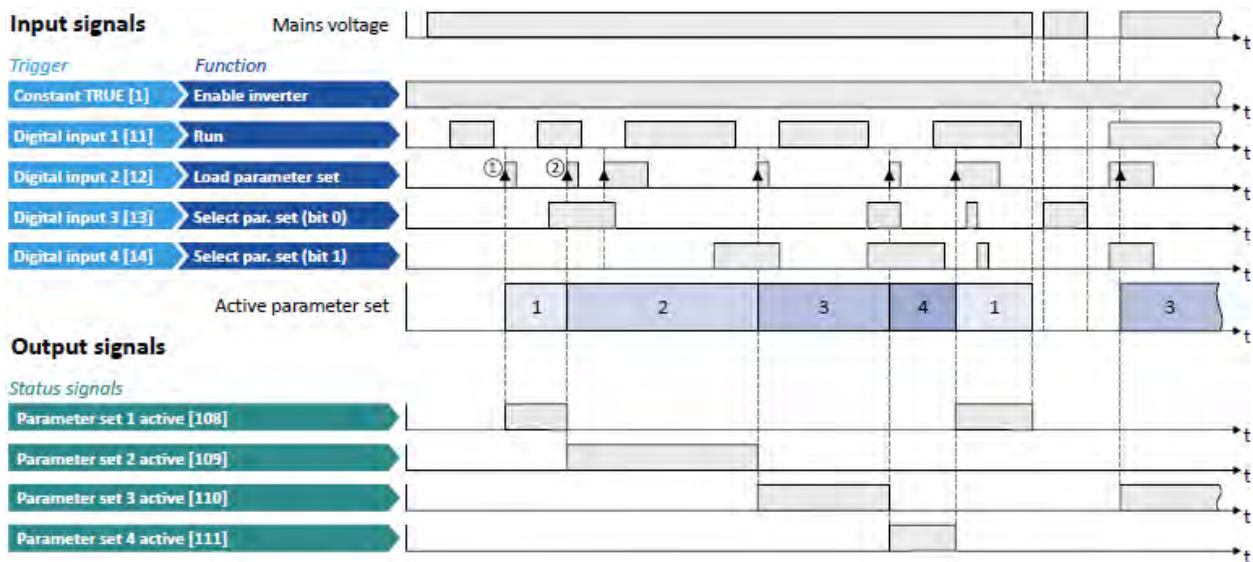 Input signals
Mains voltage
t
Trigger
Function
Constant TRUE [1]
Enable inverter
t
Digital input 1 [11]
Run
t
Digital input 2 [12]
Load parameter set
①
②
t
Digital input 3 [13]
Select par. set (bit 0)
t
Digital input 4 [14]
Select par. set (bit 1)
t
Active parameter set
1
2
3
4
1
3
t
Output signals
Status signals
Parameter set 1 active [108]
t
Parameter set 2 active [109]
t
Parameter set 3 active [110]
t
Parameter set 4 active [111]
t